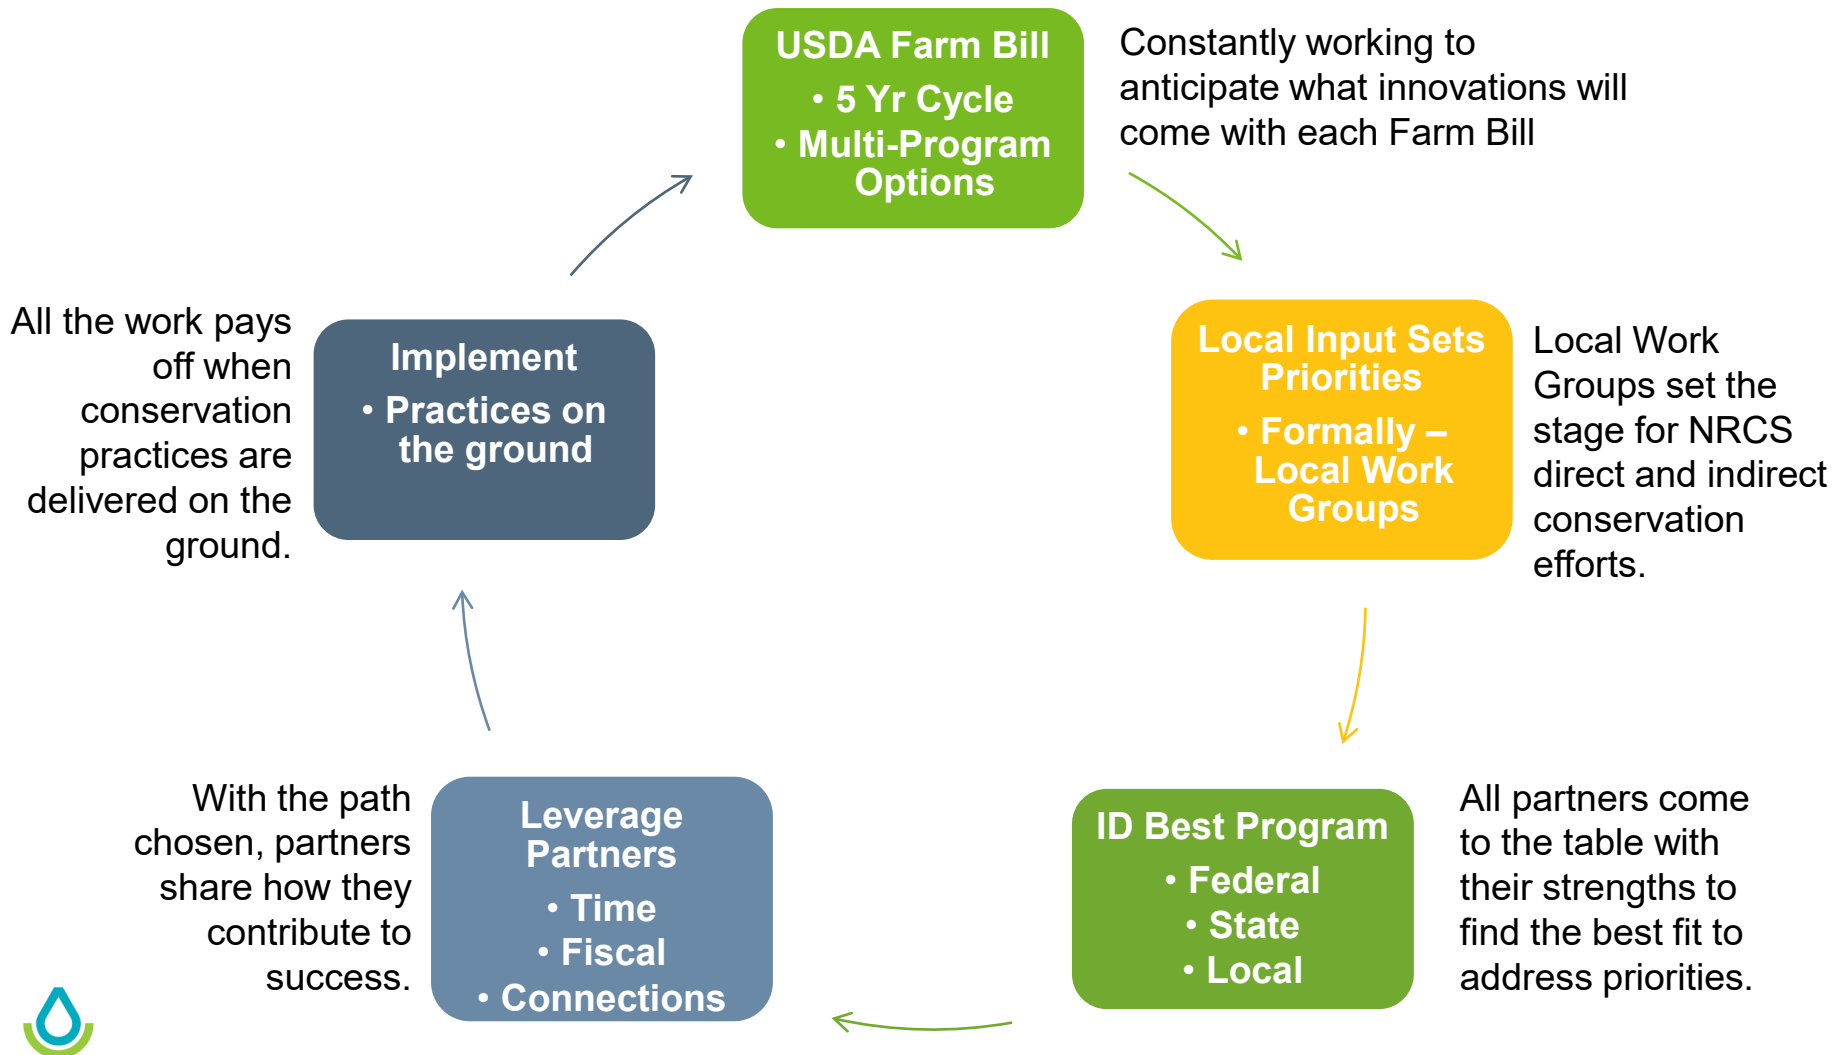 USDA Farm Bill
• 5 Yr Cycle
• Multi-Program
Options
Constantly working to
anticipate what innovations will
come with each Farm Bill
Local Input Sets
Priorities
• Formally –
Local Work
Groups
Local Work
Groups set the
stage for NRCS
direct and indirect
conservation
efforts.
ID Best Program
• Federal
• State
• Local
All partners come
to the table with
their strengths to
find the best fit to
address priorities.
Leverage
Partners
• Time
• Fiscal
• Connections
With the path
chosen, partners
share how they
contribute to
success.
Implement
• Practices on
the ground
All the work pays
off when
conservation
practices are
delivered on the
ground.